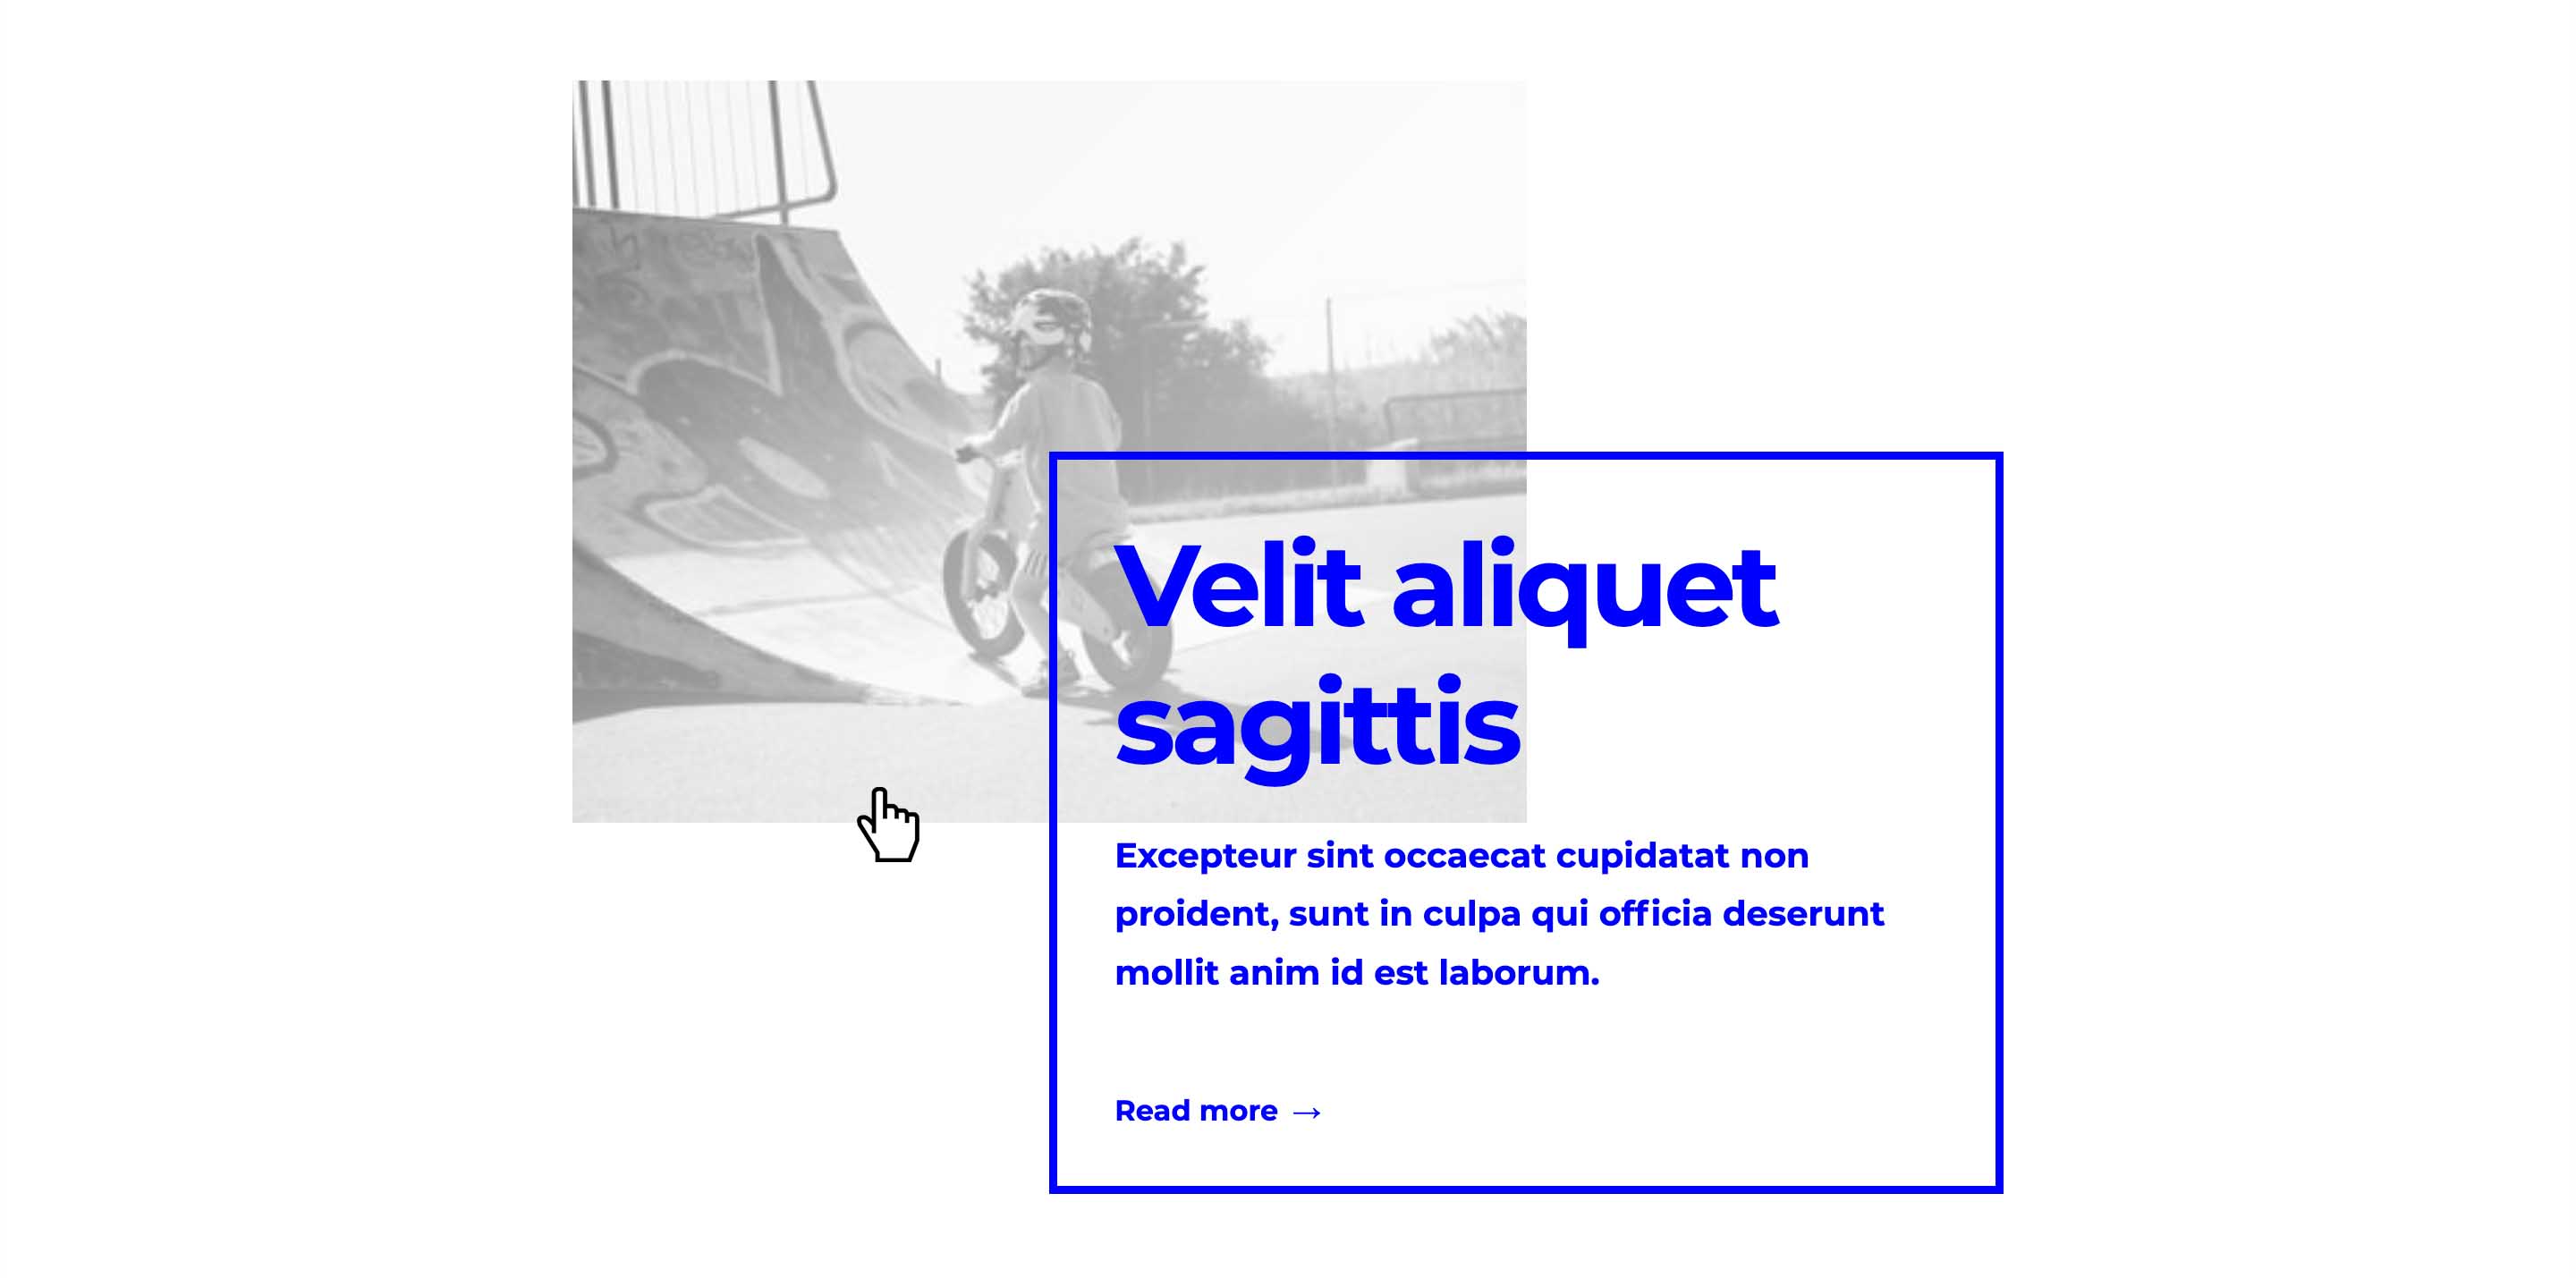 Velit aliquet
sagittis
Excepteur sint occaecat cupidatat non
proident, sunt in culpa qui officia deserunt
mollit anim id est laborum.
Read more →